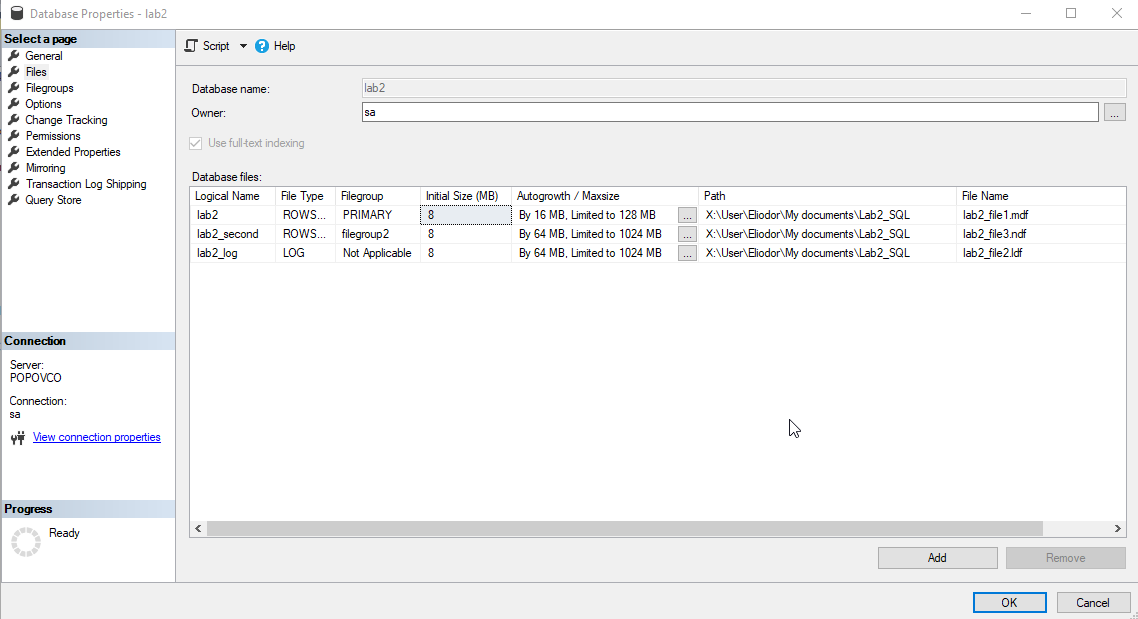 Database Properties - lab2
Select a page
General
Files
Filegroups
Options
Change Tracking
Permissions
Extended Properties
Mirroring
Transaction Log Shipping
Query Store
Connection
Server:
POPOVCO
Connection:
sa
View connection properties
Progress
Ready
Script Help
Database name: lab2
Owner: sa ...
Use full-text indexing
Database files:
Logical Name File Type Filegroup Initial Size (MB) Autogrowth / Maxsize Path File Name
lab2 ROWS... PRIMARY 8 By 16 MB, Limited to 128 MB ... X:\User\Eliodor\My documents\Lab2_SQL lab2_file1.mdf
lab2_second ROWS... filegroup2 8 By 64 MB, Limited to 1024 MB ... X:\User\Eliodor\My documents\Lab2_SQL lab2_file3.ndf
lab2_log LOG Not Applicable 8 By 64 MB, Limited to 1024 MB ... X:\User\Eliodor\My documents\Lab2_SQL lab2_file2.ldf
Add Remove
OK Cancel